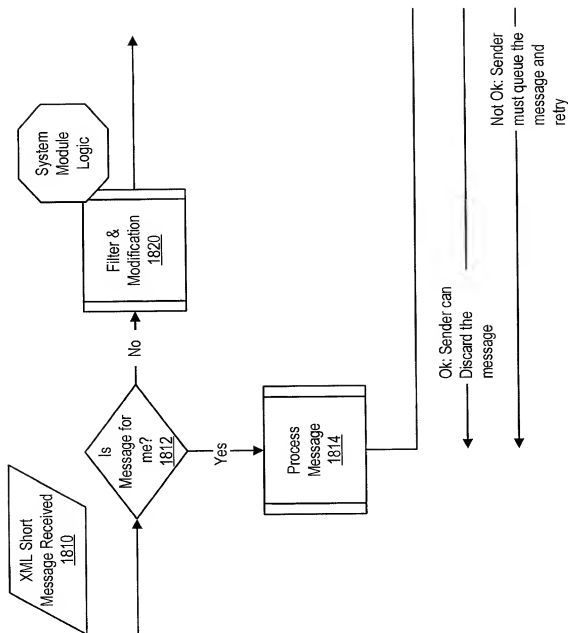 XML Short
Message Received
1810
Is
Message for
me?
1812
No
Yes
System
Module
Logic
Filter &
Modification
1820
Process
Message
1814
Ok: Sender can
Discard the
message
Not Ok: Sender
must queue the
message and
retry